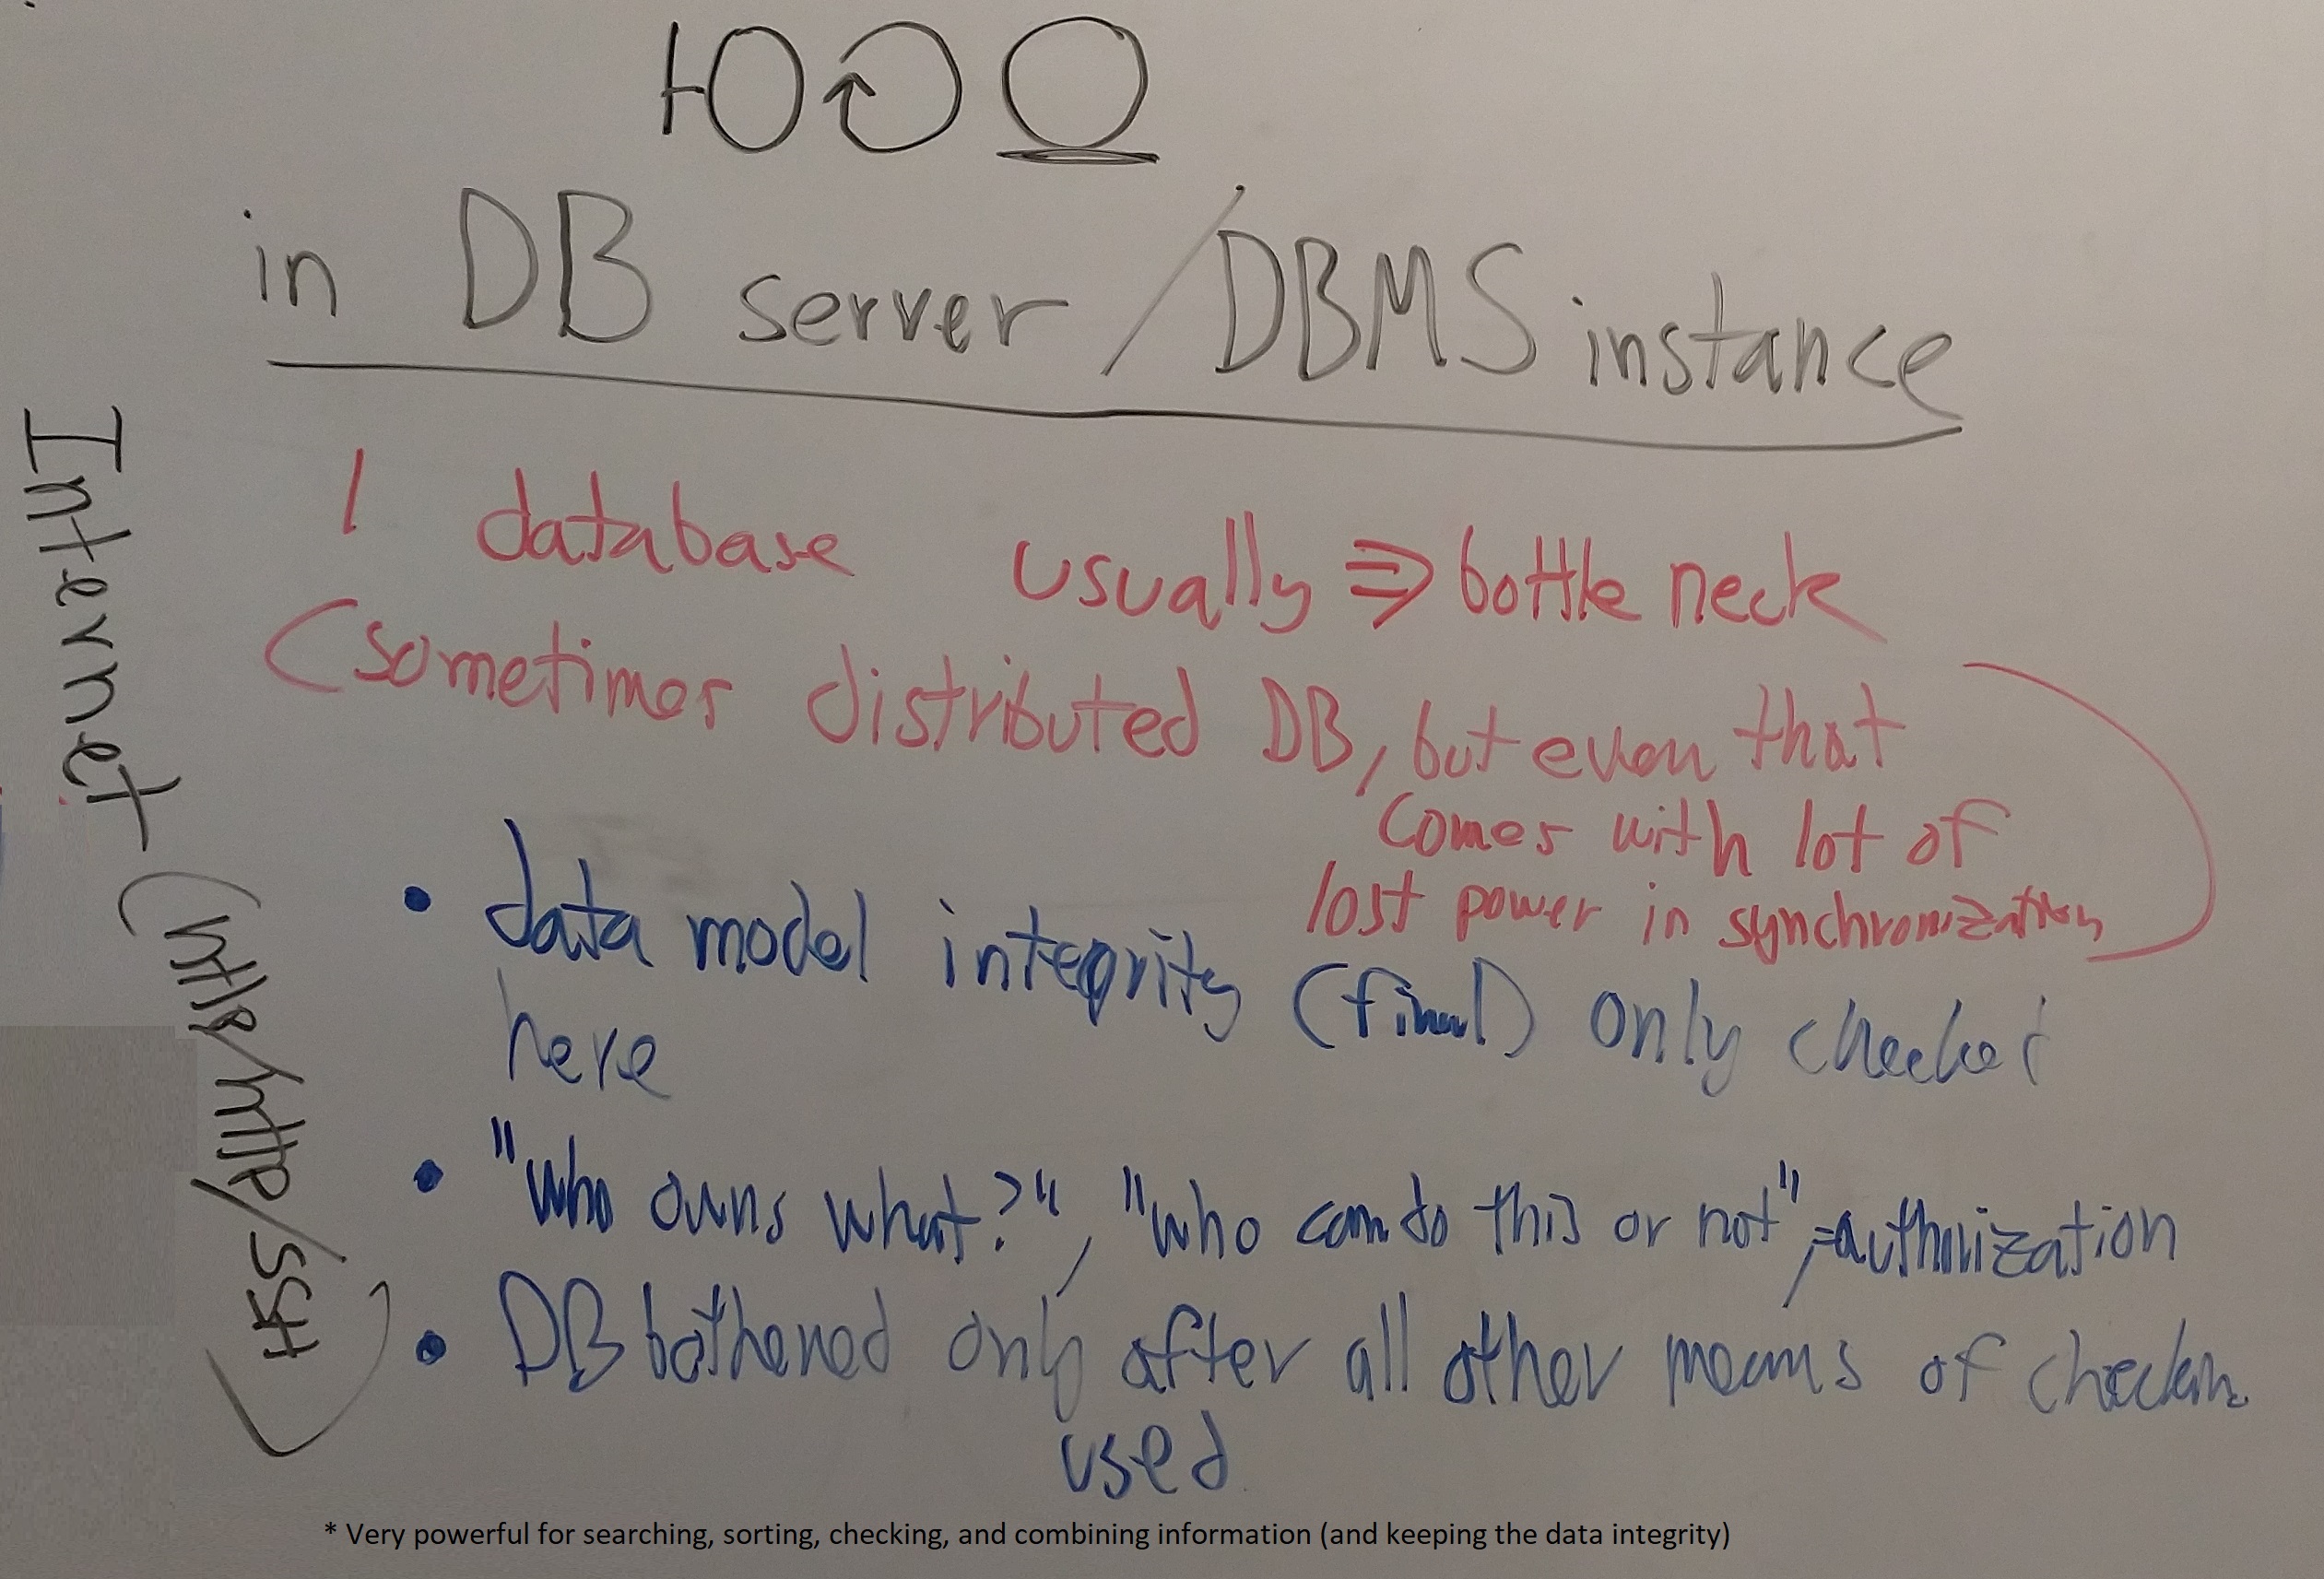 in DB server / DBMS instance
1 database usually ⇒ bottle neck
(sometimes distributed DB, but even that
comes with lot of
lost power in synchronization)
• data model integrity (final) only checked
here
• "who owns what?", "who can do this or not", =authorization
• DB bothered only after all other means of checkin
used
Internet (http/http/SSH)
* Very powerful for searching, sorting, checking, and combining information (and keeping the data integrity)